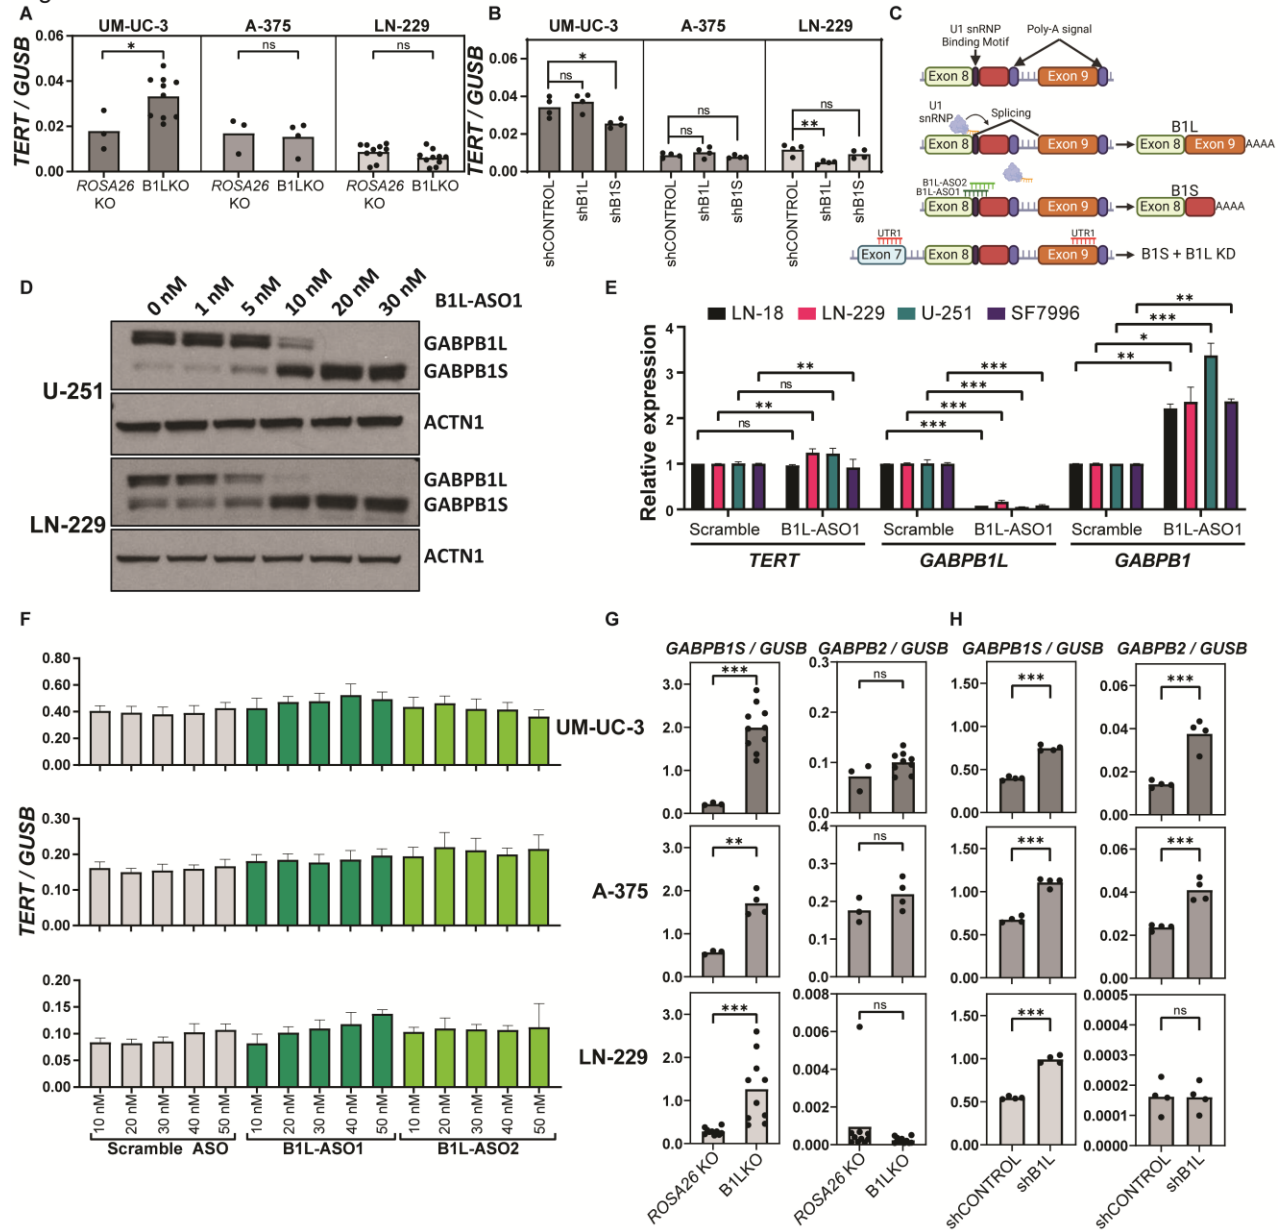 A
UM-UC-3
A-375
LN-229
TERT / GUSB
0.06
0.04
0.02
0.00
*
ns
ns
ROSA26 KO
B1LKO
ROSA26 KO
B1LKO
ROSA26 KO
B1LKO
B
UM-UC-3
A-375
LN-229
TERT / GUSB
0.06
0.04
0.02
0.00
*
ns
ns
ns
ns
**
shCONTROL
shB1L
shB1S
shCONTROL
shB1L
shB1S
shCONTROL
shB1L
shB1S
C
U1 snRNP
Binding Motif
Poly-A signal
Exon 8
Exon 9
U1
snRNP
Splicing
Exon 8
Exon 9
B1L
Exon 8
Exon 9
AAAA
B1L-ASO2
B1L-ASO1
Exon 8
Exon 9
B1S
Exon 8
AAAA
UTR1
UTR1
Exon 7
Exon 8
Exon 9
B1S + B1L KD
D
0 nM
1 nM
5 nM
10 nM
20 nM
30 nM
B1L-ASO1
U-251
GABPB1L
GABPB1S
ACTN1
LN-229
GABPB1L
GABPB1S
ACTN1
E
LN-18
LN-229
U-251
SF7996
Relative expression
4
3
2
1
0
**
ns
**
ns
***
***
***
***
**
***
*
**
Scramble
B1L-ASO1
Scramble
B1L-ASO1
Scramble
B1L-ASO1
TERT
GABPB1L
GABPB1
F
TERT / GUSB
0.80
0.60
0.40
0.20
0.00
UM-UC-3
0.30
0.20
0.10
0.00
A-375
0.20
0.15
0.10
0.05
0.00
LN-229
10 nM
20 nM
30 nM
40 nM
50 nM
10 nM
20 nM
30 nM
40 nM
50 nM
10 nM
20 nM
30 nM
40 nM
50 nM
Scramble ASO
B1L-ASO1
B1L-ASO2
G
GABPB1S / GUSB
GABPB2 / GUSB
3.0
2.0
1.0
0.0
***
0.3
0.2
0.1
0.0
ns
3.0
2.0
1.0
0.0
**
0.4
0.3
0.2
0.1
0.0
ns
3.0
2.0
1.0
0.0
***
0.008
0.006
0.004
0.002
0.000
ns
ROSA26 KO
B1LKO
ROSA26 KO
B1LKO
H
GABPB1S / GUSB
GABPB2 / GUSB
1.50
1.00
0.50
0.00
***
0.06
0.04
0.02
0.00
***
1.50
1.00
0.50
0.00
***
0.06
0.04
0.02
0.00
***
1.00
0.50
0.00
***
0.0005
0.0004
0.0003
0.0002
0.0001
0.0000
ns
shCONTROL
shB1L
shCONTROL
shB1L